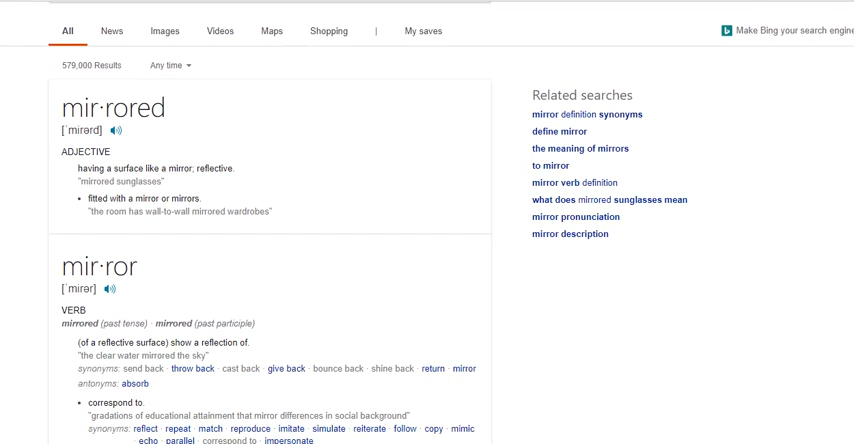 All News Images Videos Maps Shopping | My saves
Make Bing your search engine
579,000 Results Any time
mir·rored
[ˈmirərd]
ADJECTIVE
having a surface like a mirror; reflective.
"mirrored sunglasses"
• fitted with a mirror or mirrors.
"the room has wall-to-wall mirrored wardrobes"
mir·ror
[ˈmirər]
VERB
mirrored (past tense) · mirrored (past participle)
(of a reflective surface) show a reflection of.
"the clear water mirrored the sky"
synonyms: send back · throw back · cast back · give back · bounce back · shine back · return · mirror
antonyms: absorb
• correspond to.
"gradations of educational attainment that mirror differences in social background"
synonyms: reflect · repeat · match · reproduce · imitate · simulate · reiterate · follow · copy · mimic
· echo · parallel · correspond to · impersonate
Related searches
mirror definition synonyms
define mirror
the meaning of mirrors
to mirror
mirror verb definition
what does mirrored sunglasses mean
mirror pronunciation
mirror description